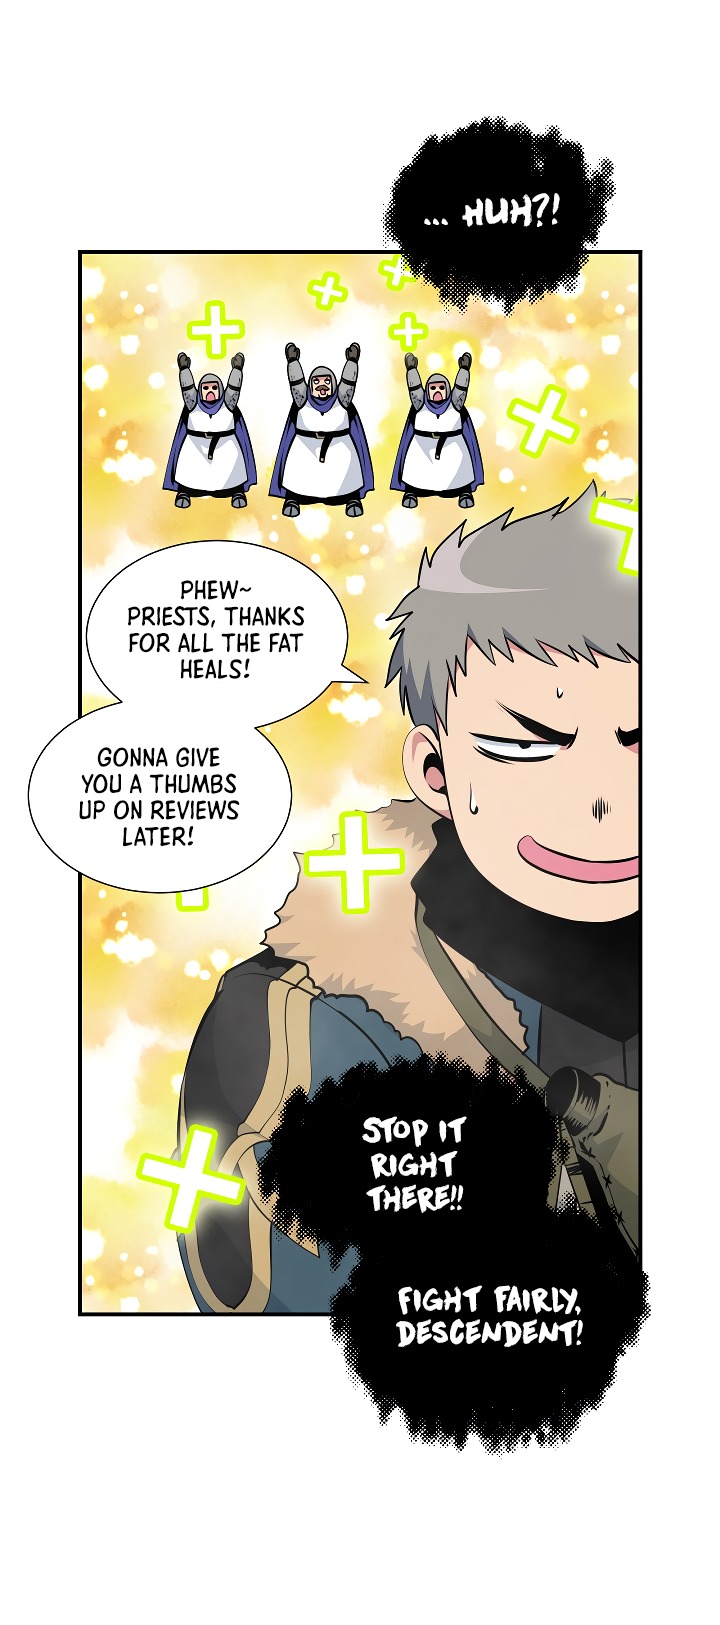 ... HUH?!
PHEW~
PRIESTS, THANKS
FOR ALL THE FAT
HEALS!
GONNA GIVE
YOU A THUMBS
UP ON REVIEWS
LATER!
STOP IT
RIGHT
THERE!!
FIGHT FAIRLY,
DESCENDENT!